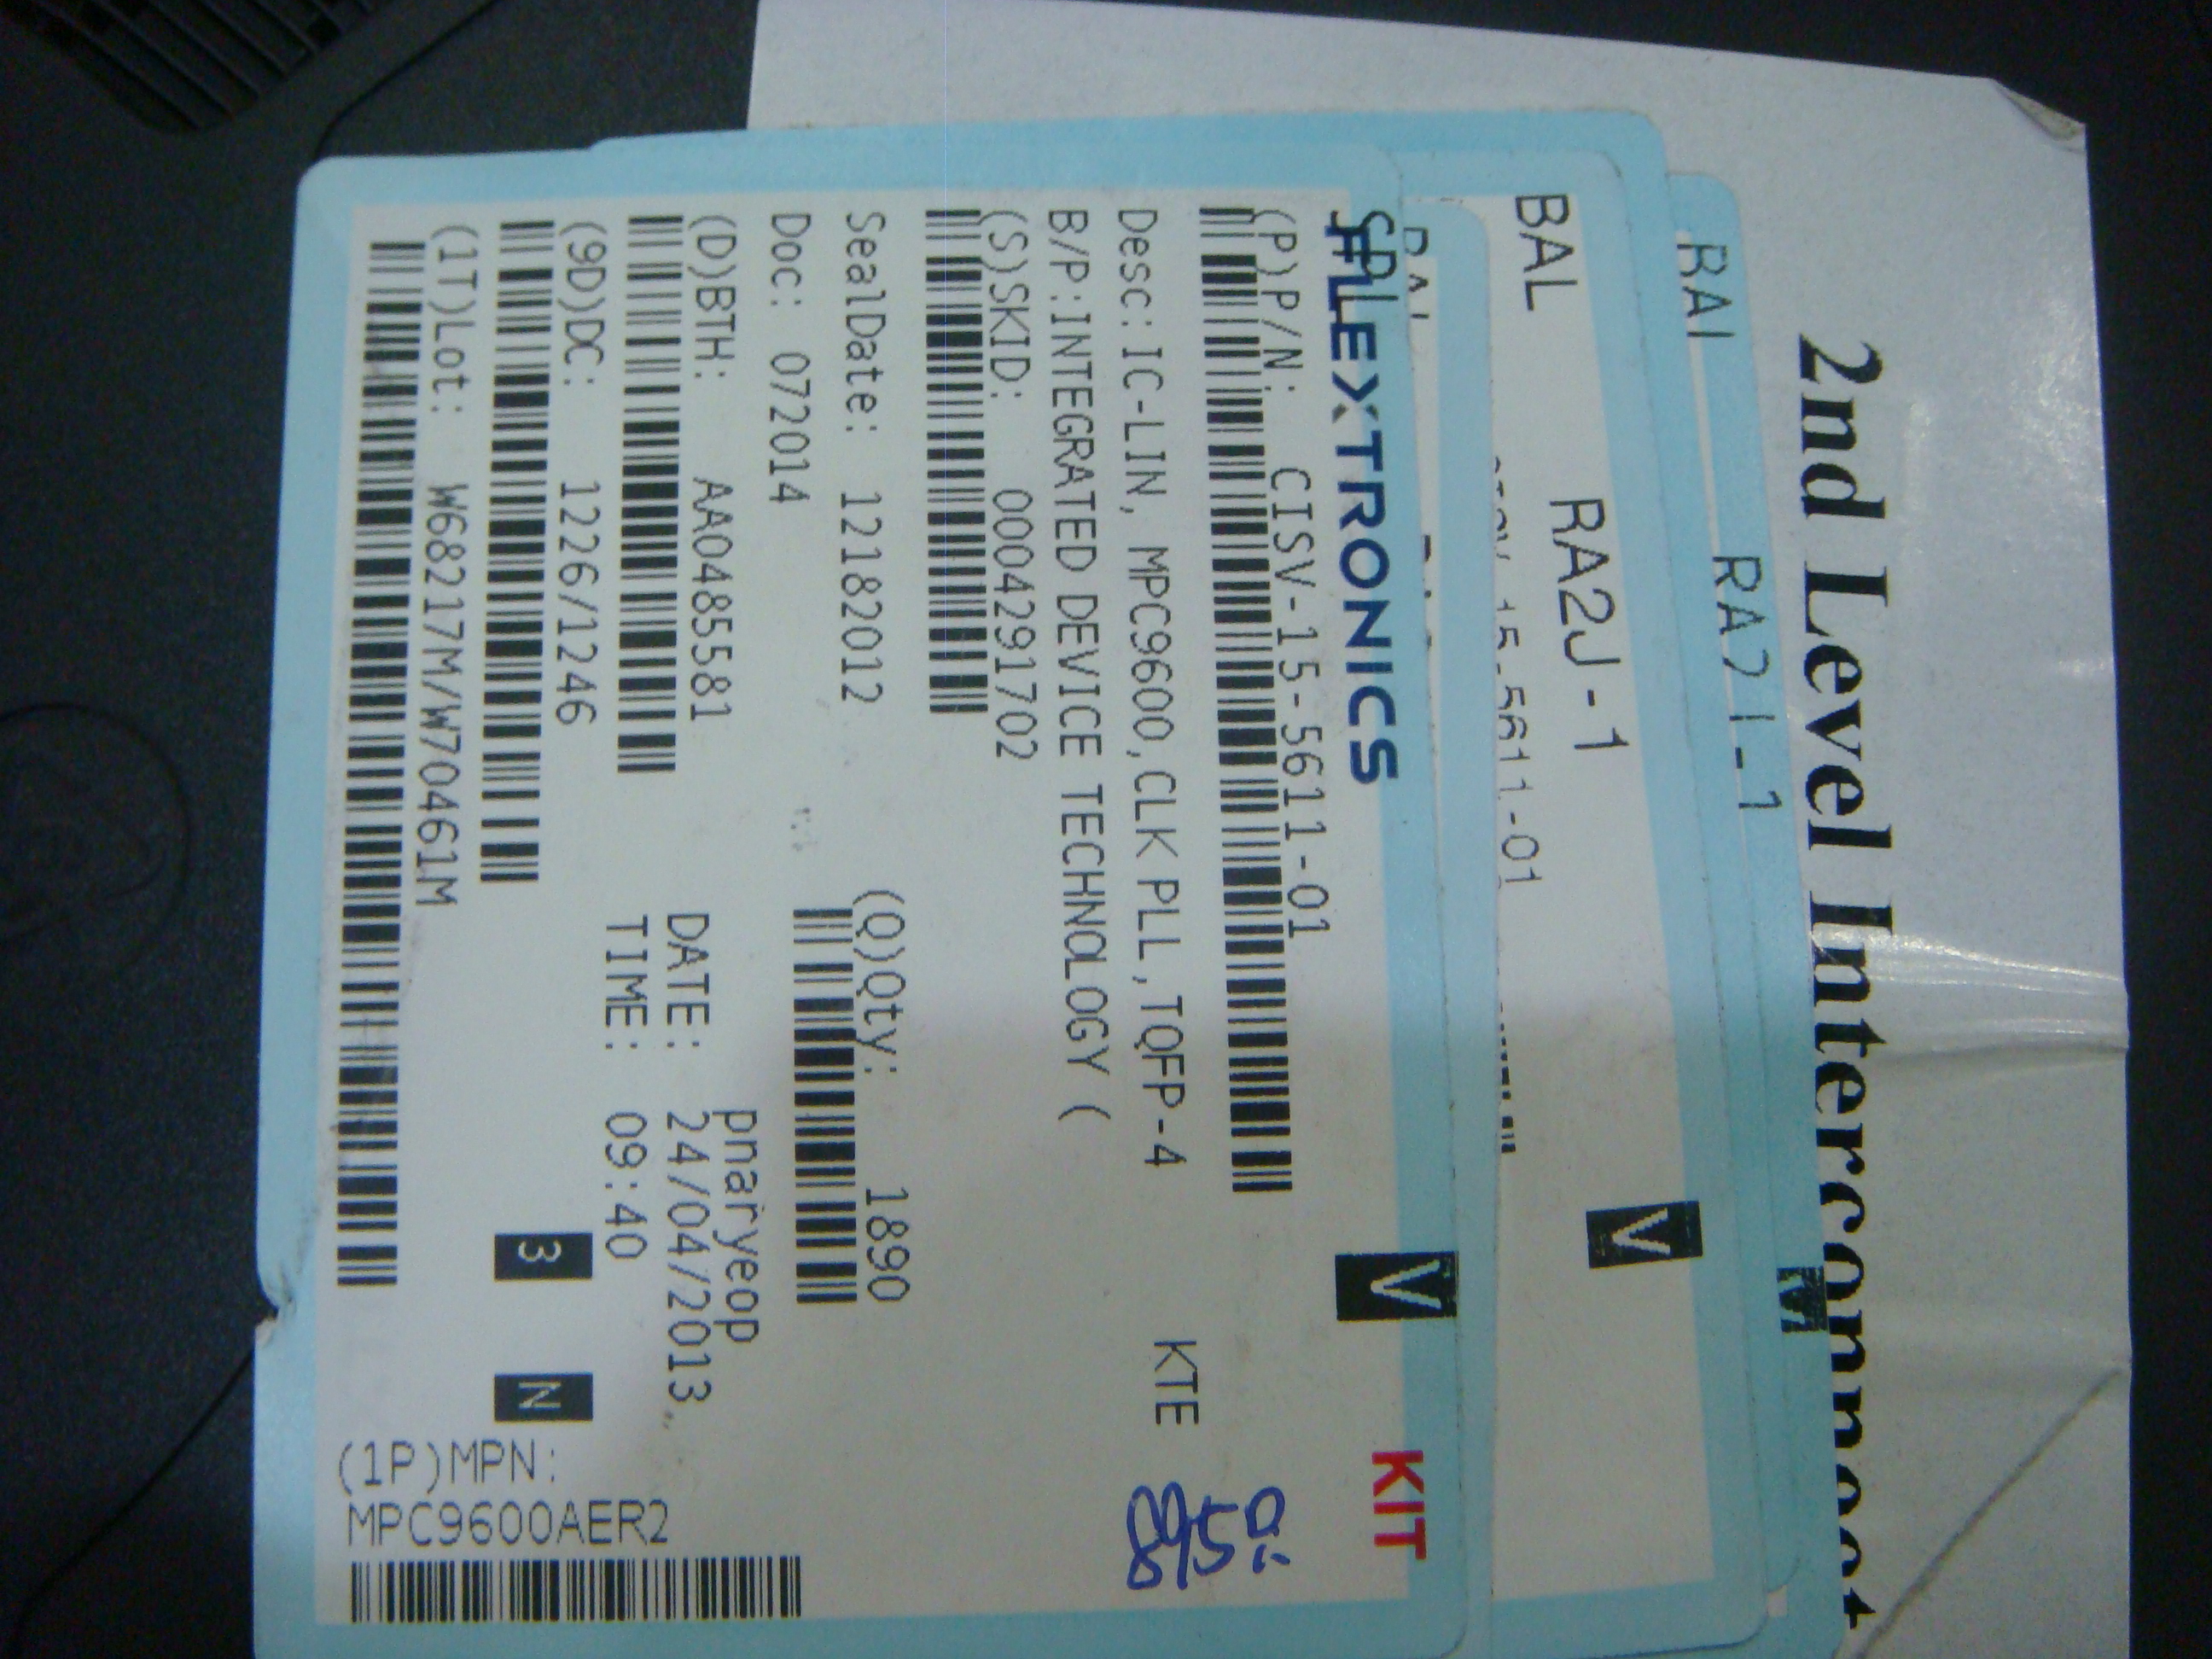 2nd Level Interconnect
BAL RA2J-1 V
FLEXTRONICS V KIT
(P)P/N: CISV-15-5611-01
Desc:IC-LIN, MPC9600,CLK PLL,TQFP-4 KTE
B/P:INTEGRATED DEVICE TECHNOLOGY (
(S)SKID: 0004291702
SealDate: 12182012 (Q)Qty: 1890
Doc: 072014
pnaryeop
(D)BTH: AA0485581 DATE: 24/04/2013
TIME: 09:40
(9D)DC: 1226/1246 3 N
(1T)Lot: W68217M/W70461M
(1P)MPN:
MPC9600AER2